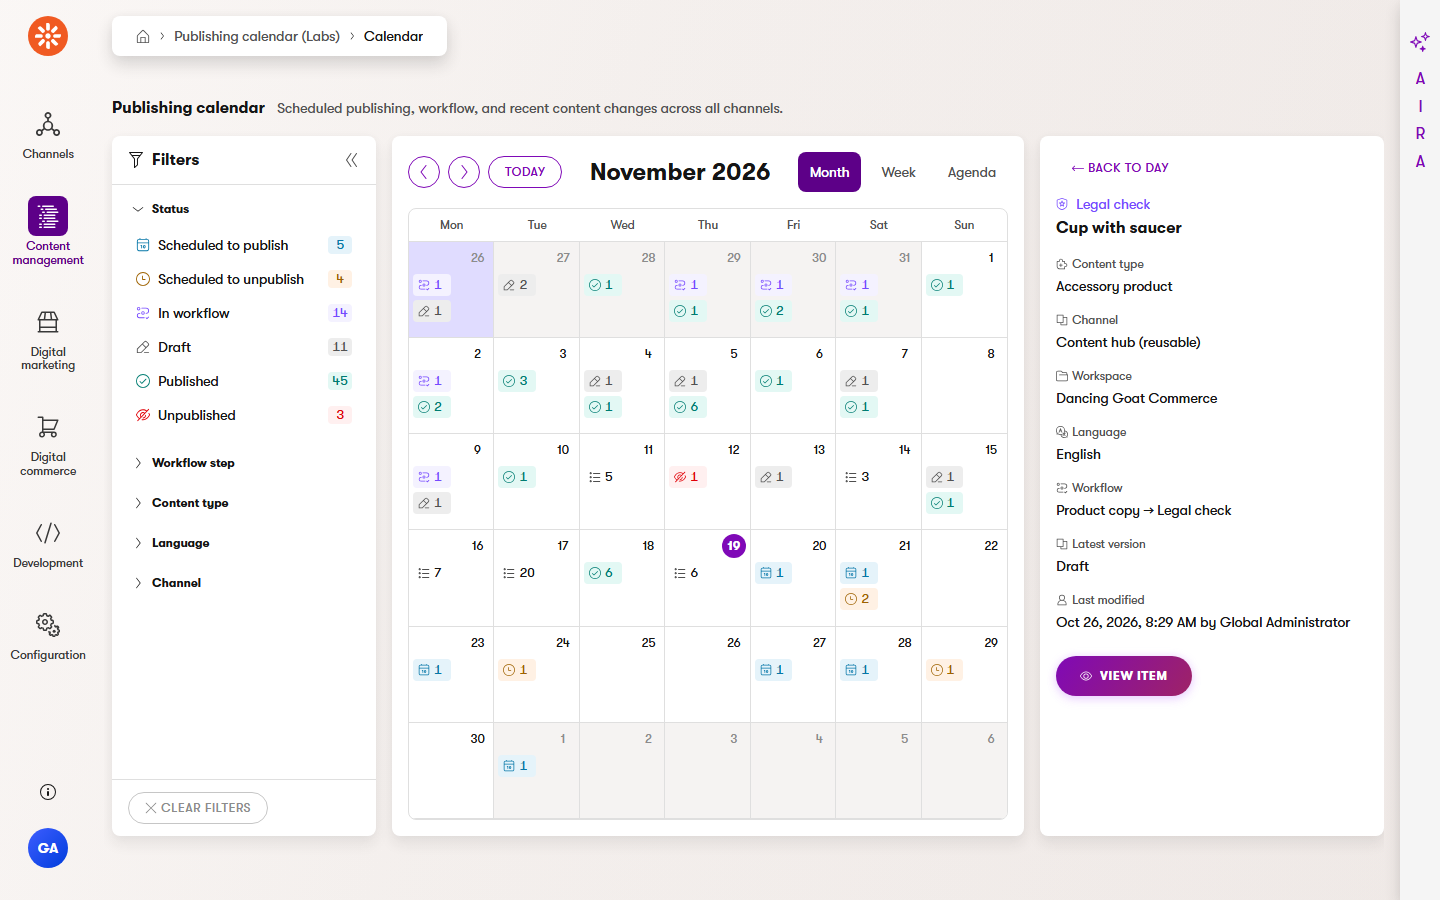 Publishing calendar (Labs)
Calendar
Publishing calendar
Scheduled publishing, workflow, and recent content changes across all channels.
Channels
Content
management
Digital
marketing
Digital
commerce
Development
Configuration
GA
Filters
Status
Scheduled to publish 5
Scheduled to unpublish 4
In workflow 14
Draft 11
Published 45
Unpublished 3
Workflow step
Content type
Language
Channel
CLEAR FILTERS
TODAY
November 2026
Month
Week
Agenda
Mon Tue Wed Thu Fri Sat Sun
26 27 28 29 30 31 1
1 2 1 1 1 1 1
1 1 2 1
2 3 4 5 6 7 8
1 3 1 1 1 1
2 1 6 1
9 10 11 12 13 14 15
1 1 5 1 1 3 1
1 1
16 17 18 19 20 21 22
7 20 6 6 1 1
2
23 24 25 26 27 28 29
1 1 1 1 1
30 1 2 3 4 5 6
1
BACK TO DAY
Legal check
Cup with saucer
Content type
Accessory product
Channel
Content hub (reusable)
Workspace
Dancing Goat Commerce
Language
English
Workflow
Product copy → Legal check
Latest version
Draft
Last modified
Oct 26, 2026, 8:29 AM by Global Administrator
VIEW ITEM
A
I
R
A